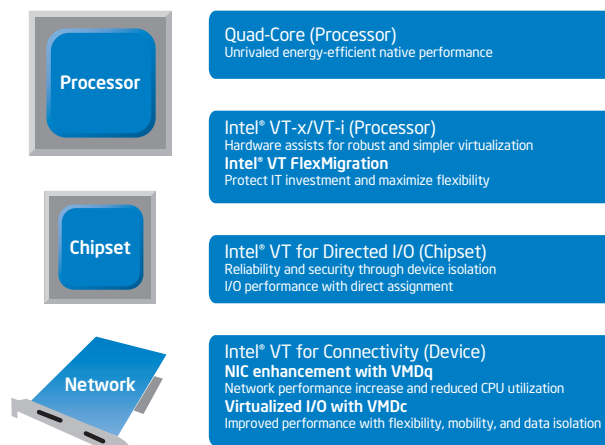 Processor
Quad-Core (Processor)
Unrivaled energy-efficient native performance
Intel® VT-x/VT-i (Processor)
Hardware assists for robust and simpler virtualization
Intel® VT FlexMigration
Protect IT investment and maximize flexibility
Chipset
Intel® VT for Directed I/O (Chipset)
Reliability and security through device isolation
I/O performance with direct assignment
Network
Intel® VT for Connectivity (Device)
NIC enhancement with VMDq
Network performance increase and reduced CPU utilization
Virtualized I/O with VMDc
Improved performance with flexibility, mobility, and data isolation